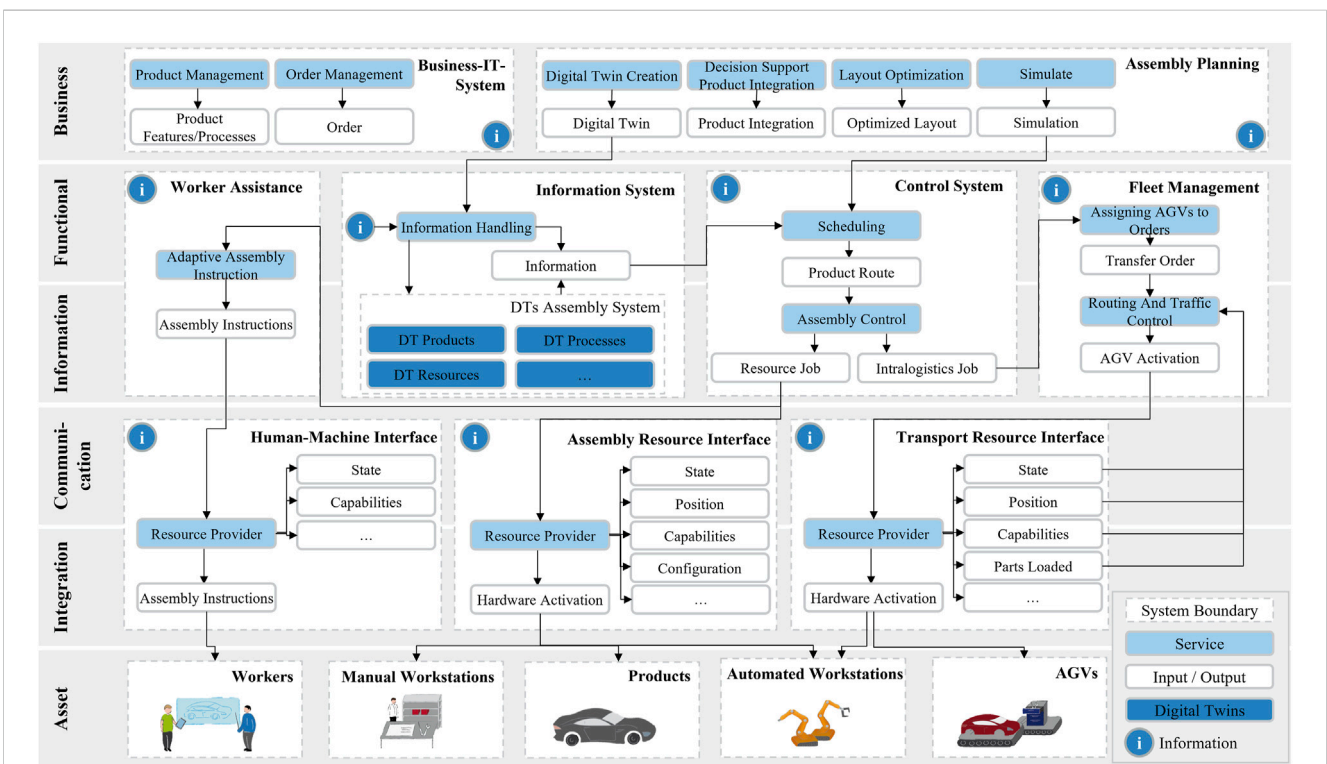 Business
Product Management
Order Management
Business-IT-
System
Product
Features/Processes
Order
i
Digital Twin Creation
Decision Support
Product Integration
Layout Optimization
Simulate
Assembly Planning
Digital Twin
Product Integration
Optimized Layout
Simulation
i
Functional
i
Worker Assistance
Adaptive Assembly
Instruction
Assembly Instructions
Information System
i
Information Handling
Information
DTs Assembly System
DT Products
DT Processes
DT Resources
…
i
Control System
Scheduling
Product Route
Assembly Control
Resource Job
Intralogistics Job
i
Fleet Management
Assigning AGVs to
Orders
Transfer Order
Routing And Traffic
Control
AGV Activation
Information
Communi-
cation
i
Human-Machine Interface
State
Capabilities
…
Resource Provider
Assembly Instructions
i
Assembly Resource Interface
State
Position
Capabilities
Configuration
…
Resource Provider
Hardware Activation
i
Transport Resource Interface
State
Position
Capabilities
Parts Loaded
…
Resource Provider
Hardware Activation
Integration
Asset
Workers
Manual Workstations
Products
Automated Workstations
AGVs
System Boundary
Service
Input / Output
Digital Twins
i
Information